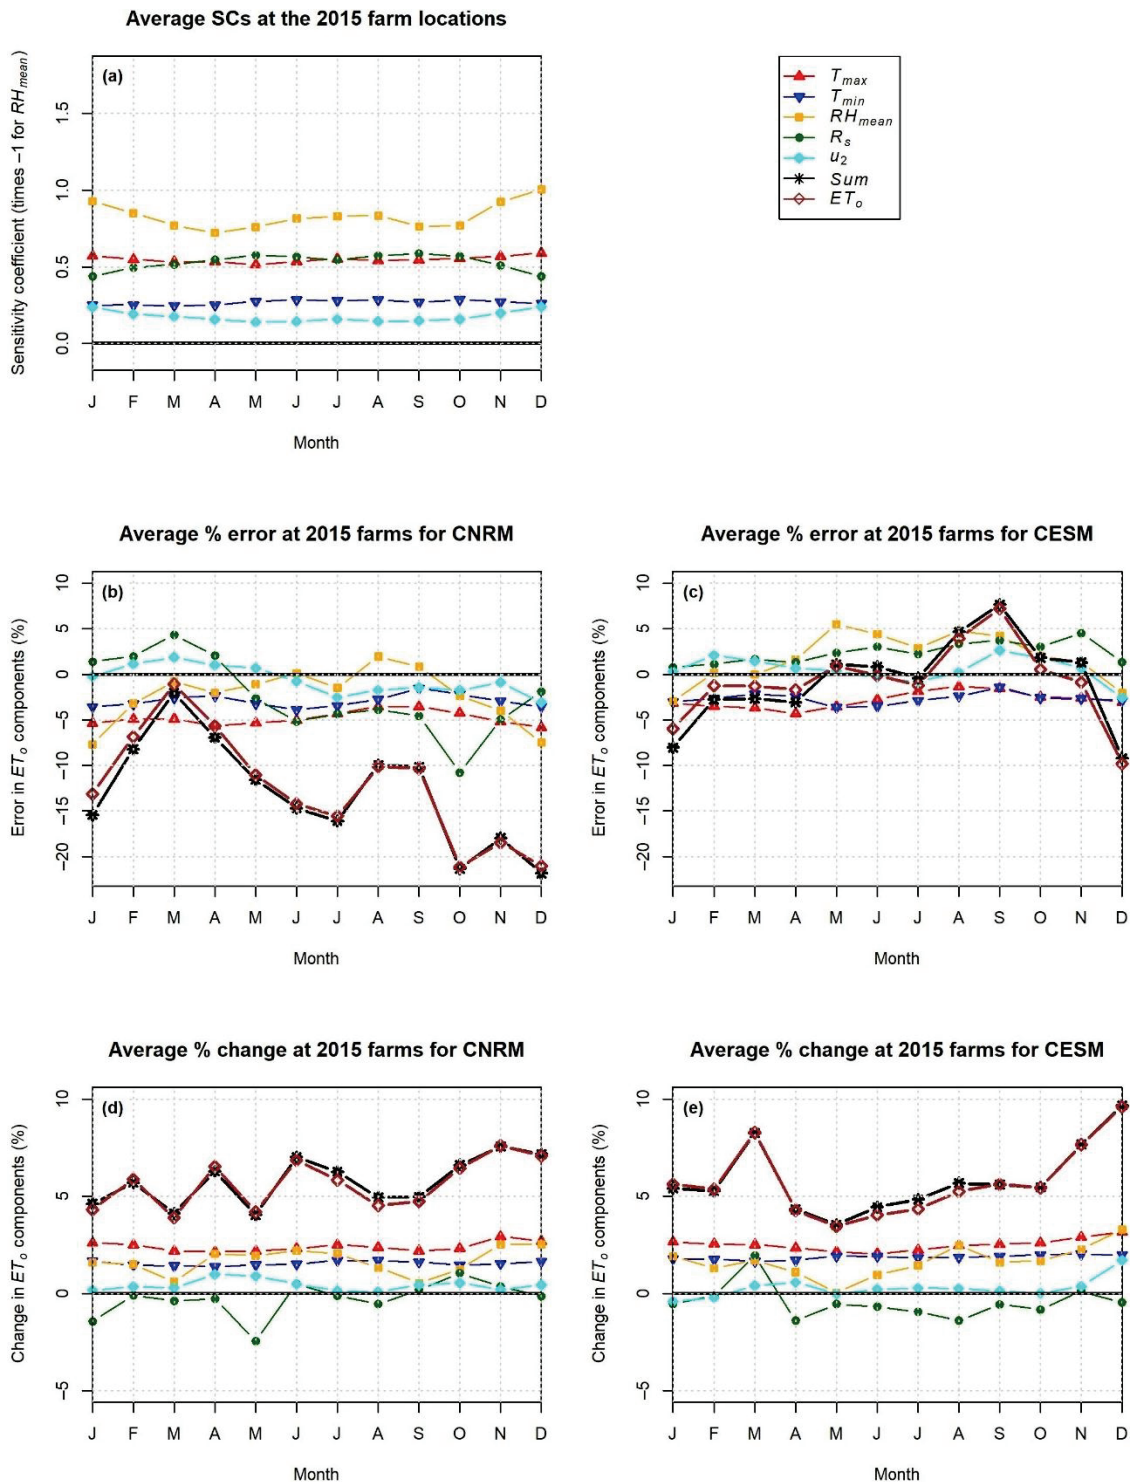 Average SCs at the 2015 farm locations
Sensitivity coefficient (times −1 for RHmean)
(a)
1.5
1.0
0.5
0.0
J F M A M J J A S O N D
Month
Tmax
Tmin
RHmean
Rs
u2
Sum
ETo
Average % error at 2015 farms for CNRM
Error in ETo components (%)
(b)
10
5
0
−5
−10
−15
−20
J F M A M J J A S O N D
Month
Average % error at 2015 farms for CESM
Error in ETo components (%)
(c)
10
5
0
−5
−10
−15
−20
J F M A M J J A S O N D
Month
Average % change at 2015 farms for CNRM
Change in ETo components (%)
(d)
10
5
0
−5
J F M A M J J A S O N D
Month
Average % change at 2015 farms for CESM
Change in ETo components (%)
(e)
10
5
0
−5
J F M A M J J A S O N D
Month